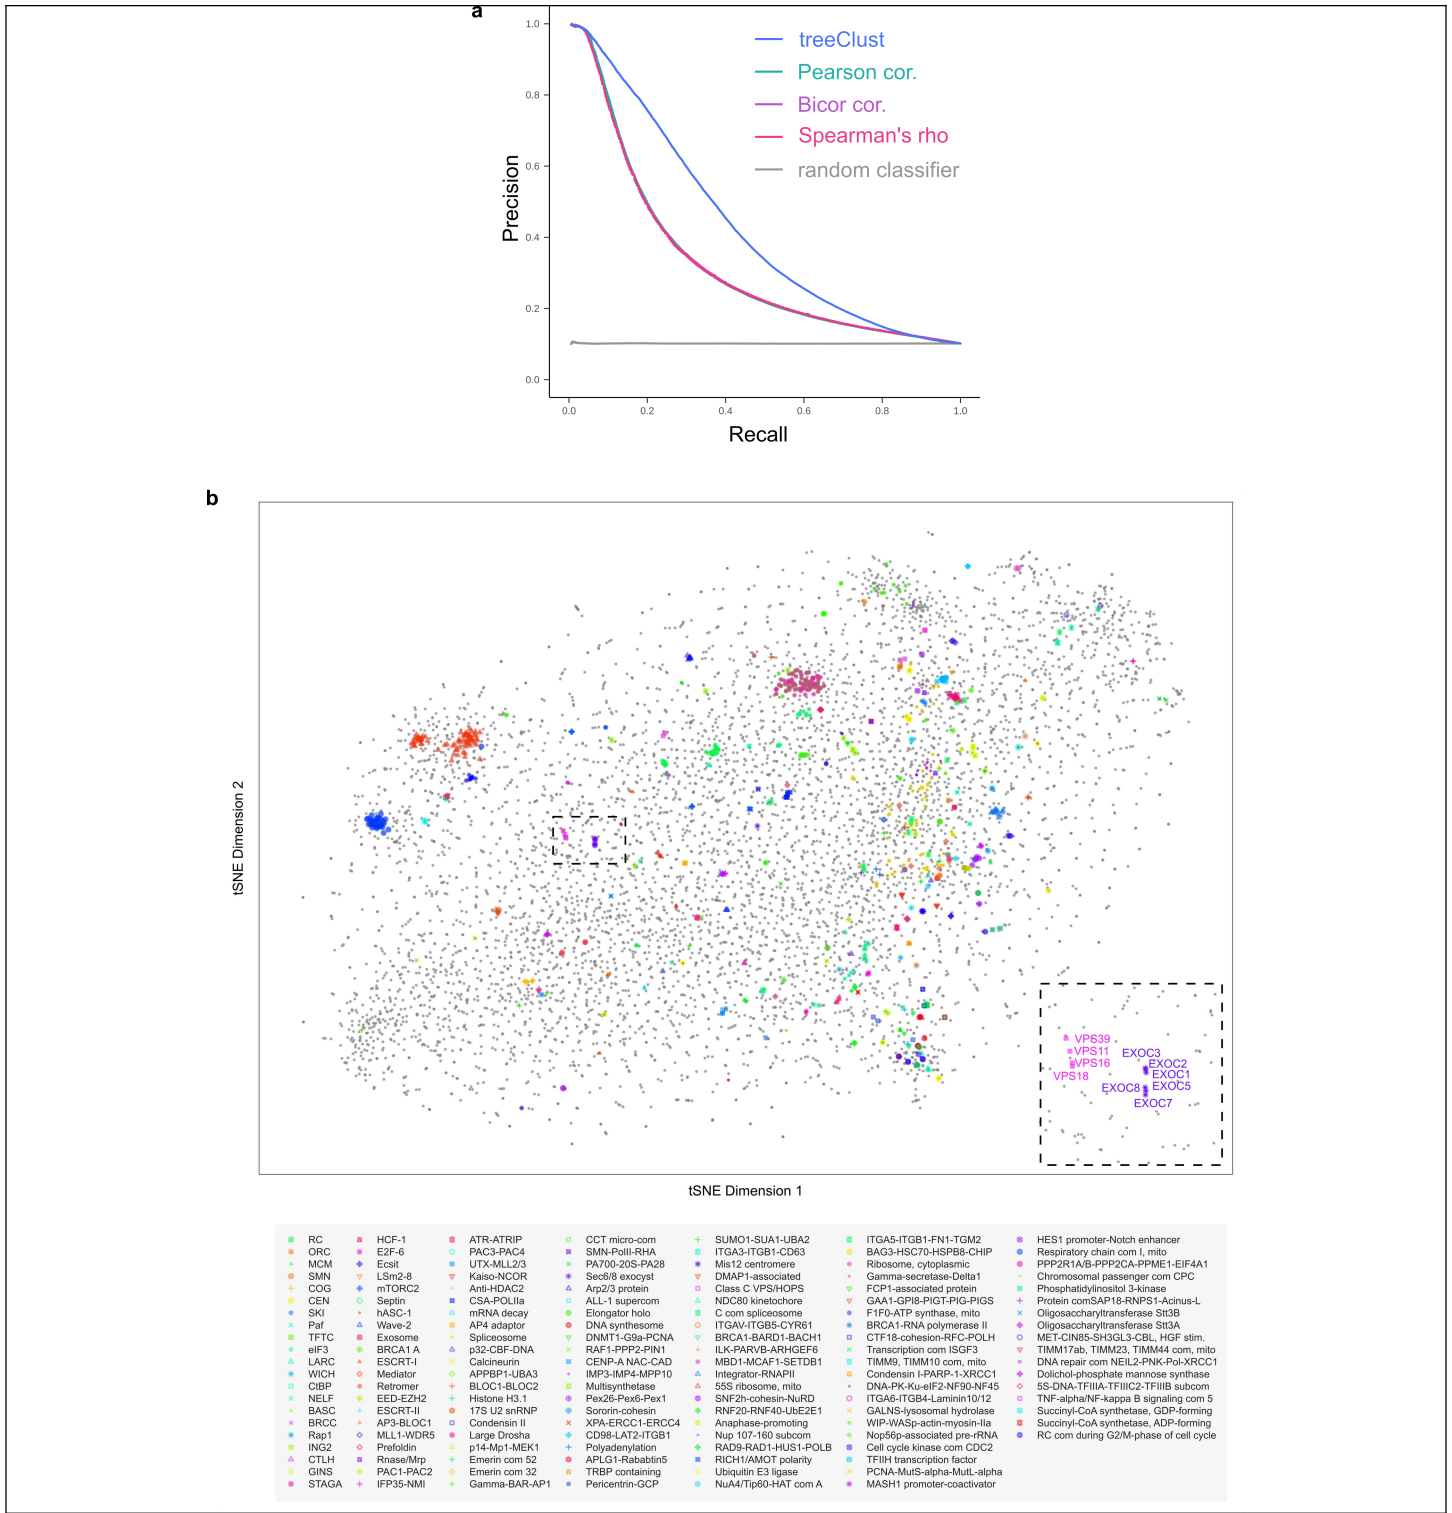 a
1.0
0.8
0.6
0.4
0.2
0.0
Precision
treeClust
Pearson cor.
Bicor cor.
Spearman's rho
random classifier
0.0 0.2 0.4 0.6 0.8 1.0
Recall
b
tSNE Dimension 2
VPS39
VPS11
VPS16
VPS18
EXOC3
EXOC2
EXOC1
EXOC8 EXOC5
EXOC7
tSNE Dimension 1
RC HCF-1 ATR-ATRIP CCT micro-com SUMO1-SUA1-UBA2 ITGA5-ITGB1-FN1-TGM2 HES1 promoter-Notch enhancer
ORC E2F-6 PAC3-PAC4 SMN-PolII-RHA ITGA3-ITGB1-CD63 BAG3-HSC70-HSPB8-CHIP Respiratory chain com I, mito
MCM Ecsit UTX-MLL2/3 PA700-20S-PA28 Mis12 centromere Ribosome, cytoplasmic PPP2R1A/B-PPP2CA-PPME1-EIF4A1
SMN LSm2-8 Kaiso-NCOR Sec6/8 exocyst DMAP1-associated Gamma-secretase-Delta1 Chromosomal passenger com CPC
COG mTORC2 Anti-HDAC2 Arp2/3 protein Class C VPS/HOPS FCP1-associated protein Phosphatidylinositol 3-kinase
CEN Septin PAF ALL-1 supercom NDC80 kinetochore GAA1-GPI8-PIGT-PIG-PIGS Protein comSAP18-RNPS1-Acinus-L
SKI hASC-1 mRNA decay Elongator holo C com spliceosome F1F0-ATP synthase, mito Oligosaccharyltransferase Stt3B
Paf Wave-2 AP4 adaptor DNA synthesome ITGAV-ITGB5-CYR61 BRCA1-RNA polymerase II Oligosaccharyltransferase Stt3A
TFTC Exosome Spliceosome DNMT1-G9a-PCNA BRCA1-BARD1-BACH1 CTF18-cohesion-RFC-POLH MET-CIN85-SH3GL3-CBL, HGF stim.
eIF3 BRCA1 A p32-CBF-DNA RAF1-PPP2-PIN1 ILK-PARVB-ARHGEF6 Transcription com ISGF3 TIMM17ab, TIMM23, TIMM44 com, mito
LARC ESCRT-I Calcineurin CENP-A NAC-CAD MBD1-MCAF1-SETDB1 TIMM9, TIMM10 com, mito DNA repair com NEIL2-PNK-Pol-XRCC1
WICH Mediator APPBP1-UBA3 IMP3-IMP4-MPP10 Integrator-RNAPII Condensin I-PARP-1-XRCC1 Dolichol-phosphate mannose synthase
CtBP Retromer BLOC1-BLOC2 Multisynthetase 55S ribosome, mito DNA-PK-Ku-eIF2-NF90-NF45 5S-DNA-TFIIIA-TFIIIC2-TFIIIB subcom
NELF EED-EZH2 Histone H3.1 Pex26-Pex6-Pex1 SNF2h-cohesin-NuRD ITGA6-ITGB4-Laminin10/12 TNF-alpha/NF-kappa B signaling com 5
BASC ESCRT-II 17S U2 snRNP Sororin-cohesin RNF20-RNF40-UbE2E1 GALNS-lysosomal hydrolase Succinyl-CoA synthetase, GDP-forming
BRCC AP3-BLOC1 Condensin II XPA-ERCC1-ERCC4 Anaphase-promoting WIP-WASp-actin-myosin-IIa Succinyl-CoA synthetase, ADP-forming
Rap1 MLL1-WDR5 Large Drosha CD98-LAT2-ITGB1 Nup 107-160 subcom Nop56p-associated pre-rRNA RC com during G2/M-phase of cell cycle
ING2 Prefoldin p14-Mp1-MEK1 Polyadenylation RAD9-RAD1-HUS1-POLB Cell cycle kinase com CDC2
CTLH Rnase/Mrp Emerin com 52 APLG1-Rababtin5 RICH1/AMOT polarity TFIIH transcription factor
GINS PAC1-PAC2 Emerin com 32 TRBP containing Ubiquitin E3 ligase PCNA-MutS-alpha-MutL-alpha
STAGA IFP35-NMI Gamma-BAR-AP1 Pericentrin-GCP NuA4/Tip60-HAT com A MASH1 promoter-coactivator